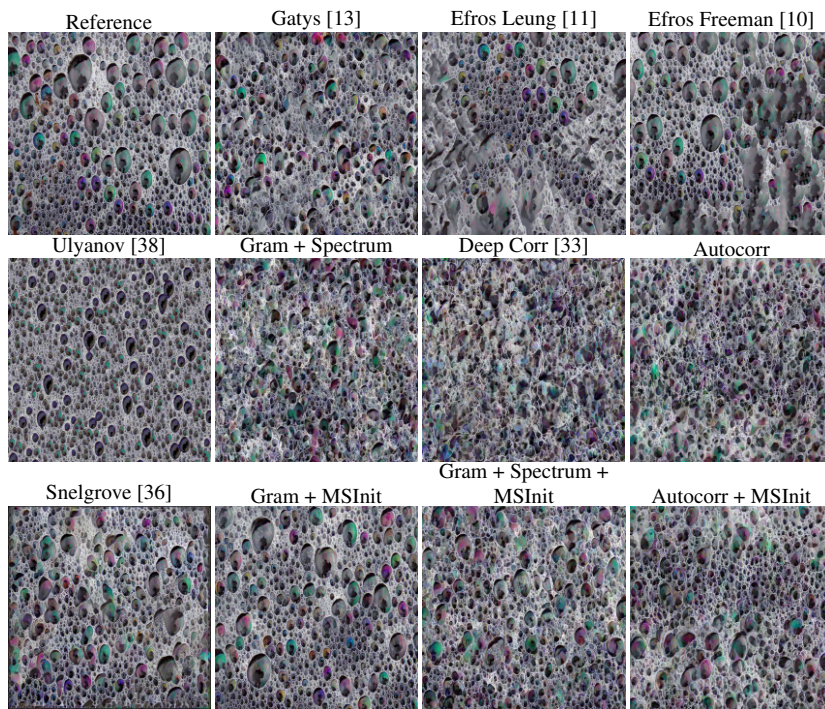 Reference
Gatys [13]
Efros Leung [11]
Efros Freeman [10]
Ulyanov [38]
Gram + Spectrum
Deep Corr [33]
Autocorr
Snelgrove [36]
Gram + MSInit
Gram + Spectrum +
MSInit
Autocorr + MSInit